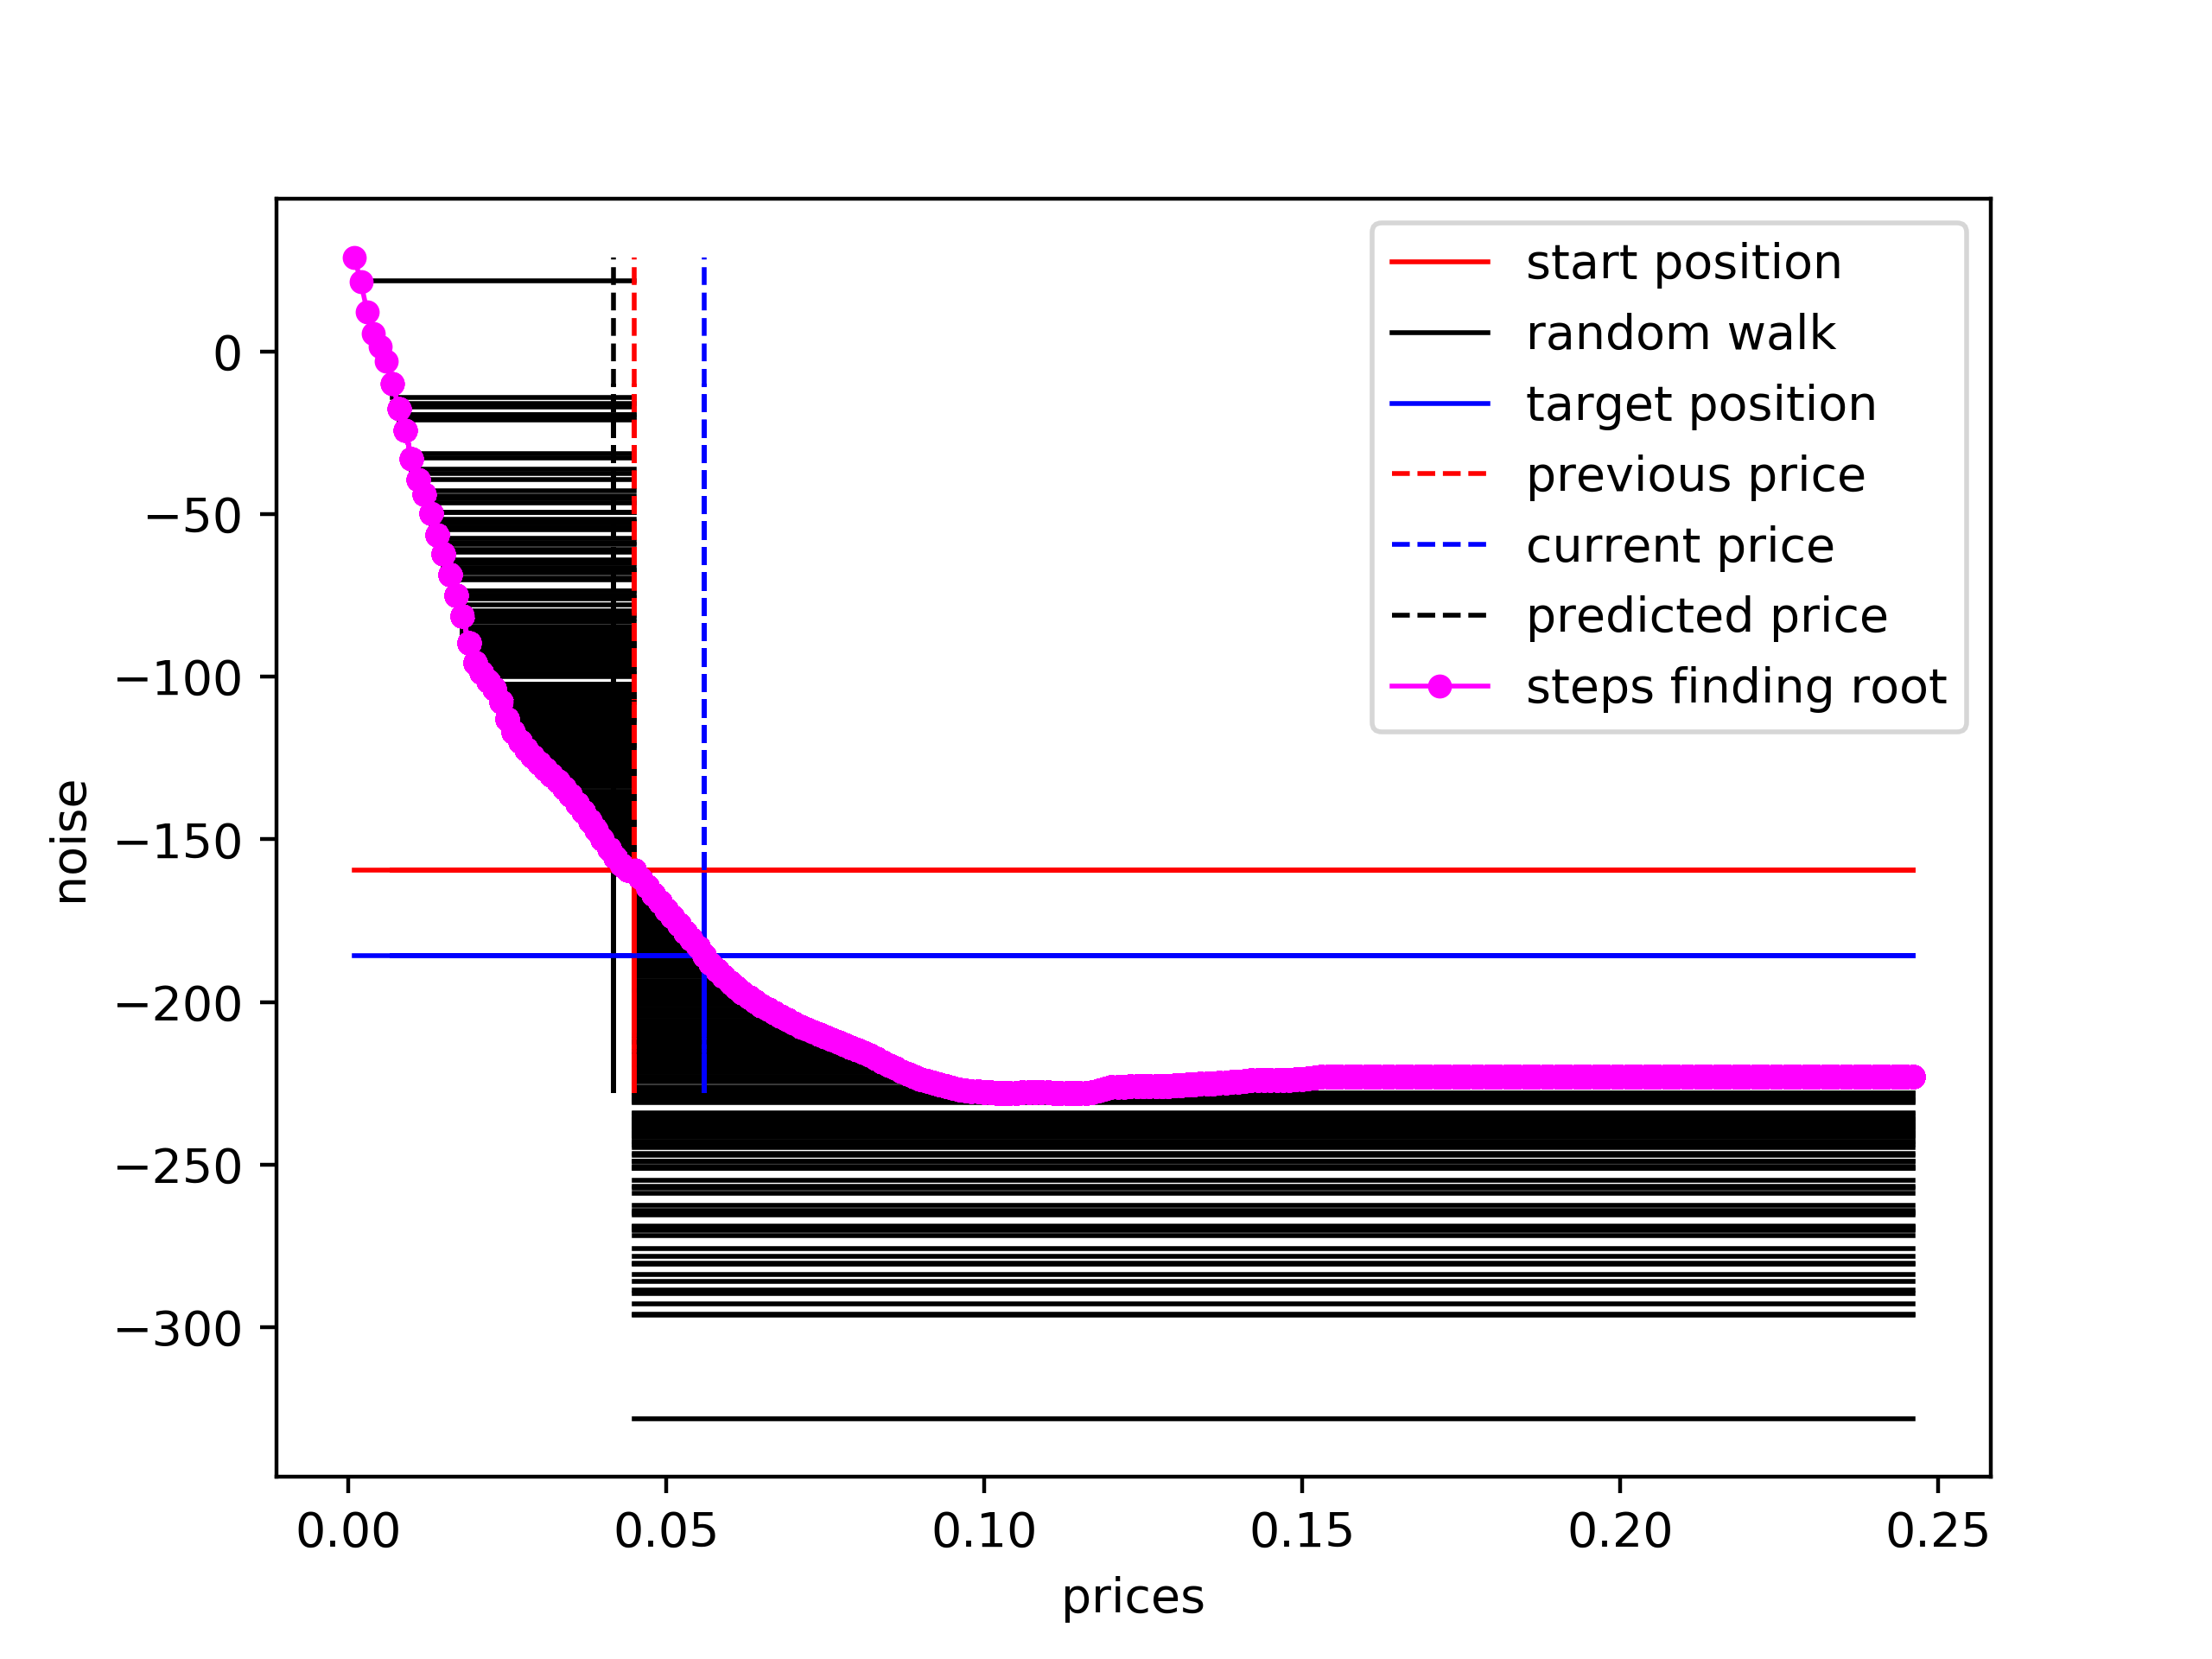 start position
random walk
target position
previous price
current price
predicted price
steps finding root
0
−50
−100
−150
−200
−250
−300
noise
0.00 0.05 0.10 0.15 0.20 0.25
prices